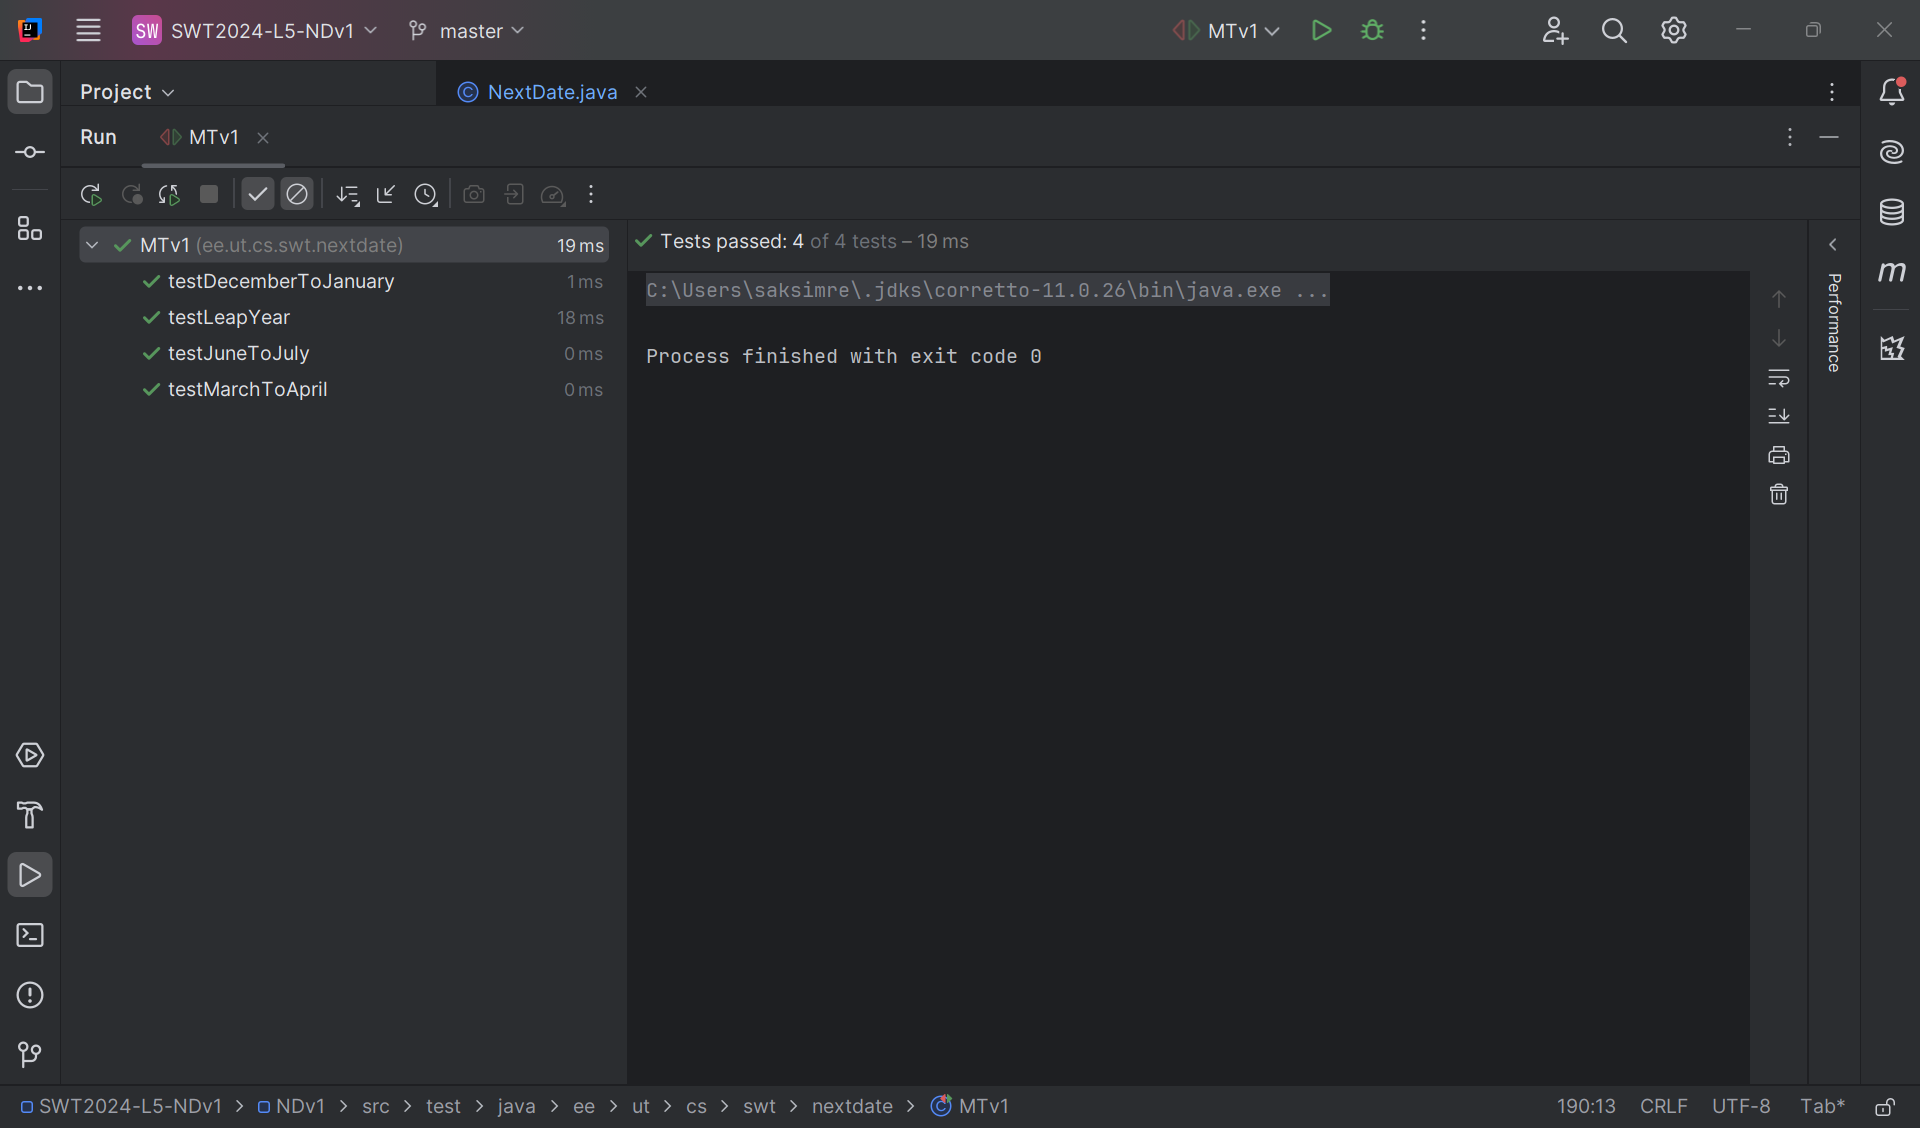 SW SWT2024-L5-NDv1 master MTv1
Project NextDate.java
Run MTv1
MTv1 (ee.ut.cs.swt.nextdate) 19 ms
testDecemberToJanuary 1 ms
testLeapYear 18 ms
testJuneToJuly 0 ms
testMarchToApril 0 ms
Tests passed: 4 of 4 tests – 19 ms
C:\Users\saksimre\.jdks\corretto-11.0.26\bin\java.exe ...
Process finished with exit code 0
Performance
m
SWT2024-L5-NDv1 > NDv1 > src > test > java > ee > ut > cs > swt > nextdate > MTv1 190:13 CRLF UTF-8 Tab*